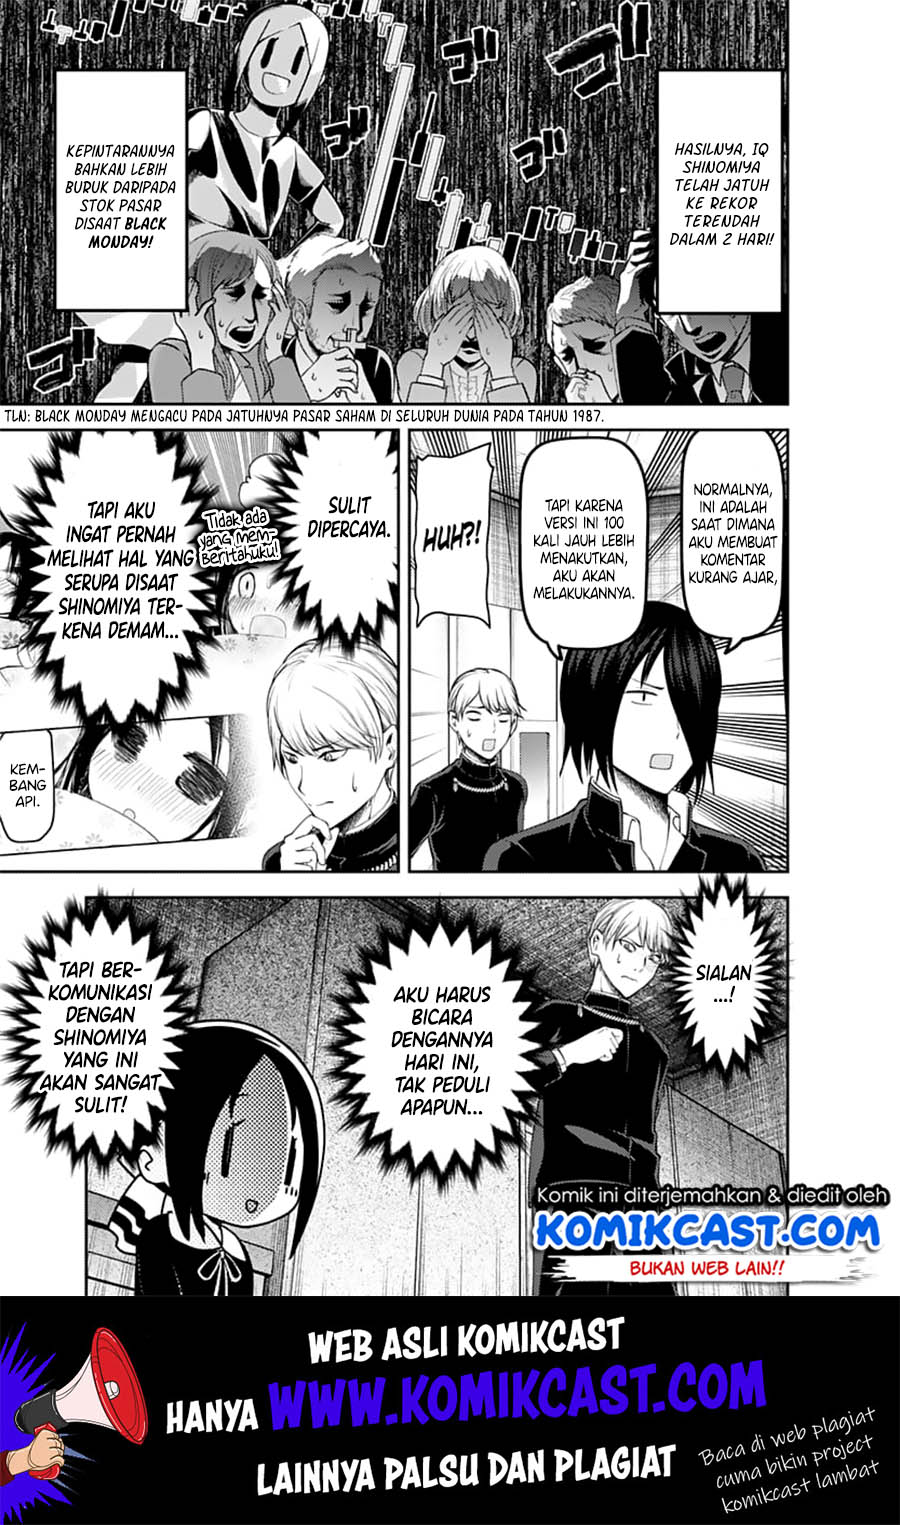 HASILNYA, IQ
SHINOMIYA
TELAH JATUH
KE REKOR
TERENDAH
DALAM 2 HARI!
KEPINTARANNYA
BAHKAN LEBIH
BURUK DARIPADA
STOK PASAR
DISAAT BLACK
MONDAY!
ゴゴゴゴ
TLN: BLACK MONDAY MENGACU PADA JATUHNYA PASAR SAHAM DI SELURUH DUNIA PADA TAHUN 1987.
NORMALNYA,
INI ADALAH
SAAT DIMANA
AKU MEMBUAT
KOMENTAR
KURANG AJAR,
TAPI KARENA
VERSI INI 100
KALI JAUH LEBIH
MENAKUTKAN,
AKU AKAN
MELAKUKANNYA.
HUH?!
SULIT
DIPERCAYA.
Tidak ada
yang mem-
beritahuku!
TAPI AKU
INGAT PERNAH
MELIHAT HAL YANG
SERUPA DISAAT
SHINOMIYA TER-
KENA DEMAM...
KEM-
BANG
API.
SIALAN
...!
AKU HARUS
BICARA
DENGANNYA
HARI INI,
TAK PEDULI
APAPUN...
TAPI BER-
KOMUNIKASI
DENGAN
SHINOMIYA
YANG INI
AKAN SANGAT
SULIT!
Komik ini diterjemahkan & diedit oleh
KOMIKCAST.COM
BUKAN WEB LAIN!!
WEB ASLI KOMIKCAST
HANYA WWW.KOMIKCAST.COM
LAINNYA PALSU DAN PLAGIAT
Baca di web plagiat
cuma bikin project
komikcast lambat